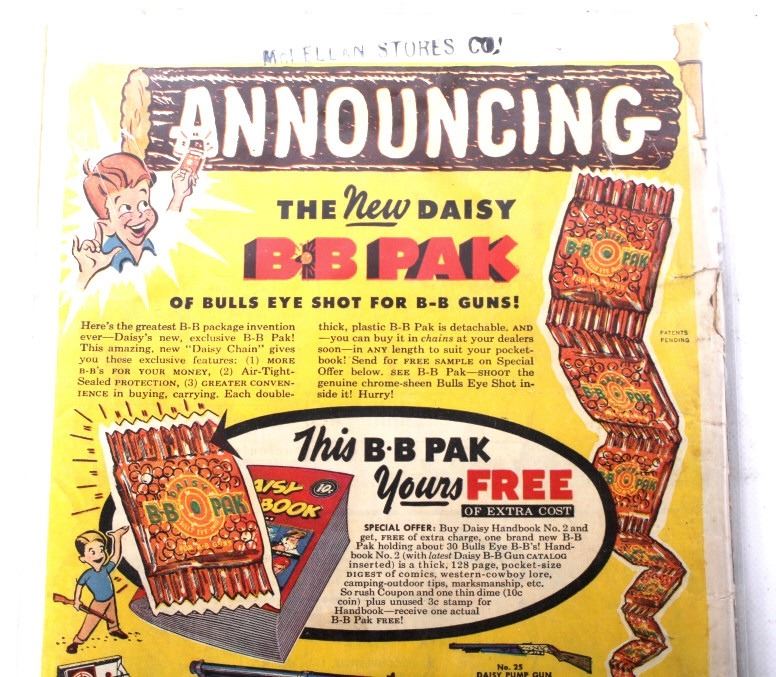 McLELLAN STORES CO.
ANNOUNCING
THE New DAISY
B·B PAK
OF BULLS EYE SHOT FOR B-B GUNS!
Here's the greatest B-B package invention
ever—Daisy's new, exclusive B-B Pak!
This amazing, new "Daisy Chain" gives
you these exclusive features: (1) MORE
B-B'S FOR YOUR MONEY, (2) Air-Tight-
Sealed PROTECTION, (3) GREATER CONVEN-
IENCE in buying, carrying. Each double-
thick, plastic B-B Pak is detachable. AND
—you can buy it in chains at your dealers
soon—in ANY length to suit your pocket-
book! Send for FREE SAMPLE on Special
Offer below. SEE B-B Pak—SHOOT the
genuine chrome-sheen Bulls Eye Shot in-
side it! Hurry!
DAISY
B·B PAK
PATENTS
PENDING
B·B PAK
B·B PAK
This B·B PAK
Yours FREE
OF EXTRA COST
DAISY
B·B PAK
AISY
BOOK
10¢
SPECIAL OFFER: Buy Daisy Handbook No. 2 and
get, FREE of extra charge, one brand new B-B
Pak holding about 30 Bulls Eye B-B's! Hand-
book No. 2 (with latest Daisy B-B Gun CATALOG
inserted) is a thick, 128 page, pocket-size
DIGEST of comics, western-cowboy lore,
camping-outdoor tips, marksmanship, etc.
So rush Coupon and one thin dime (10c
coin) plus unused 3c stamp for
Handbook—receive one actual
B-B Pak FREE!
No. 25
DAISY PUMP GUN